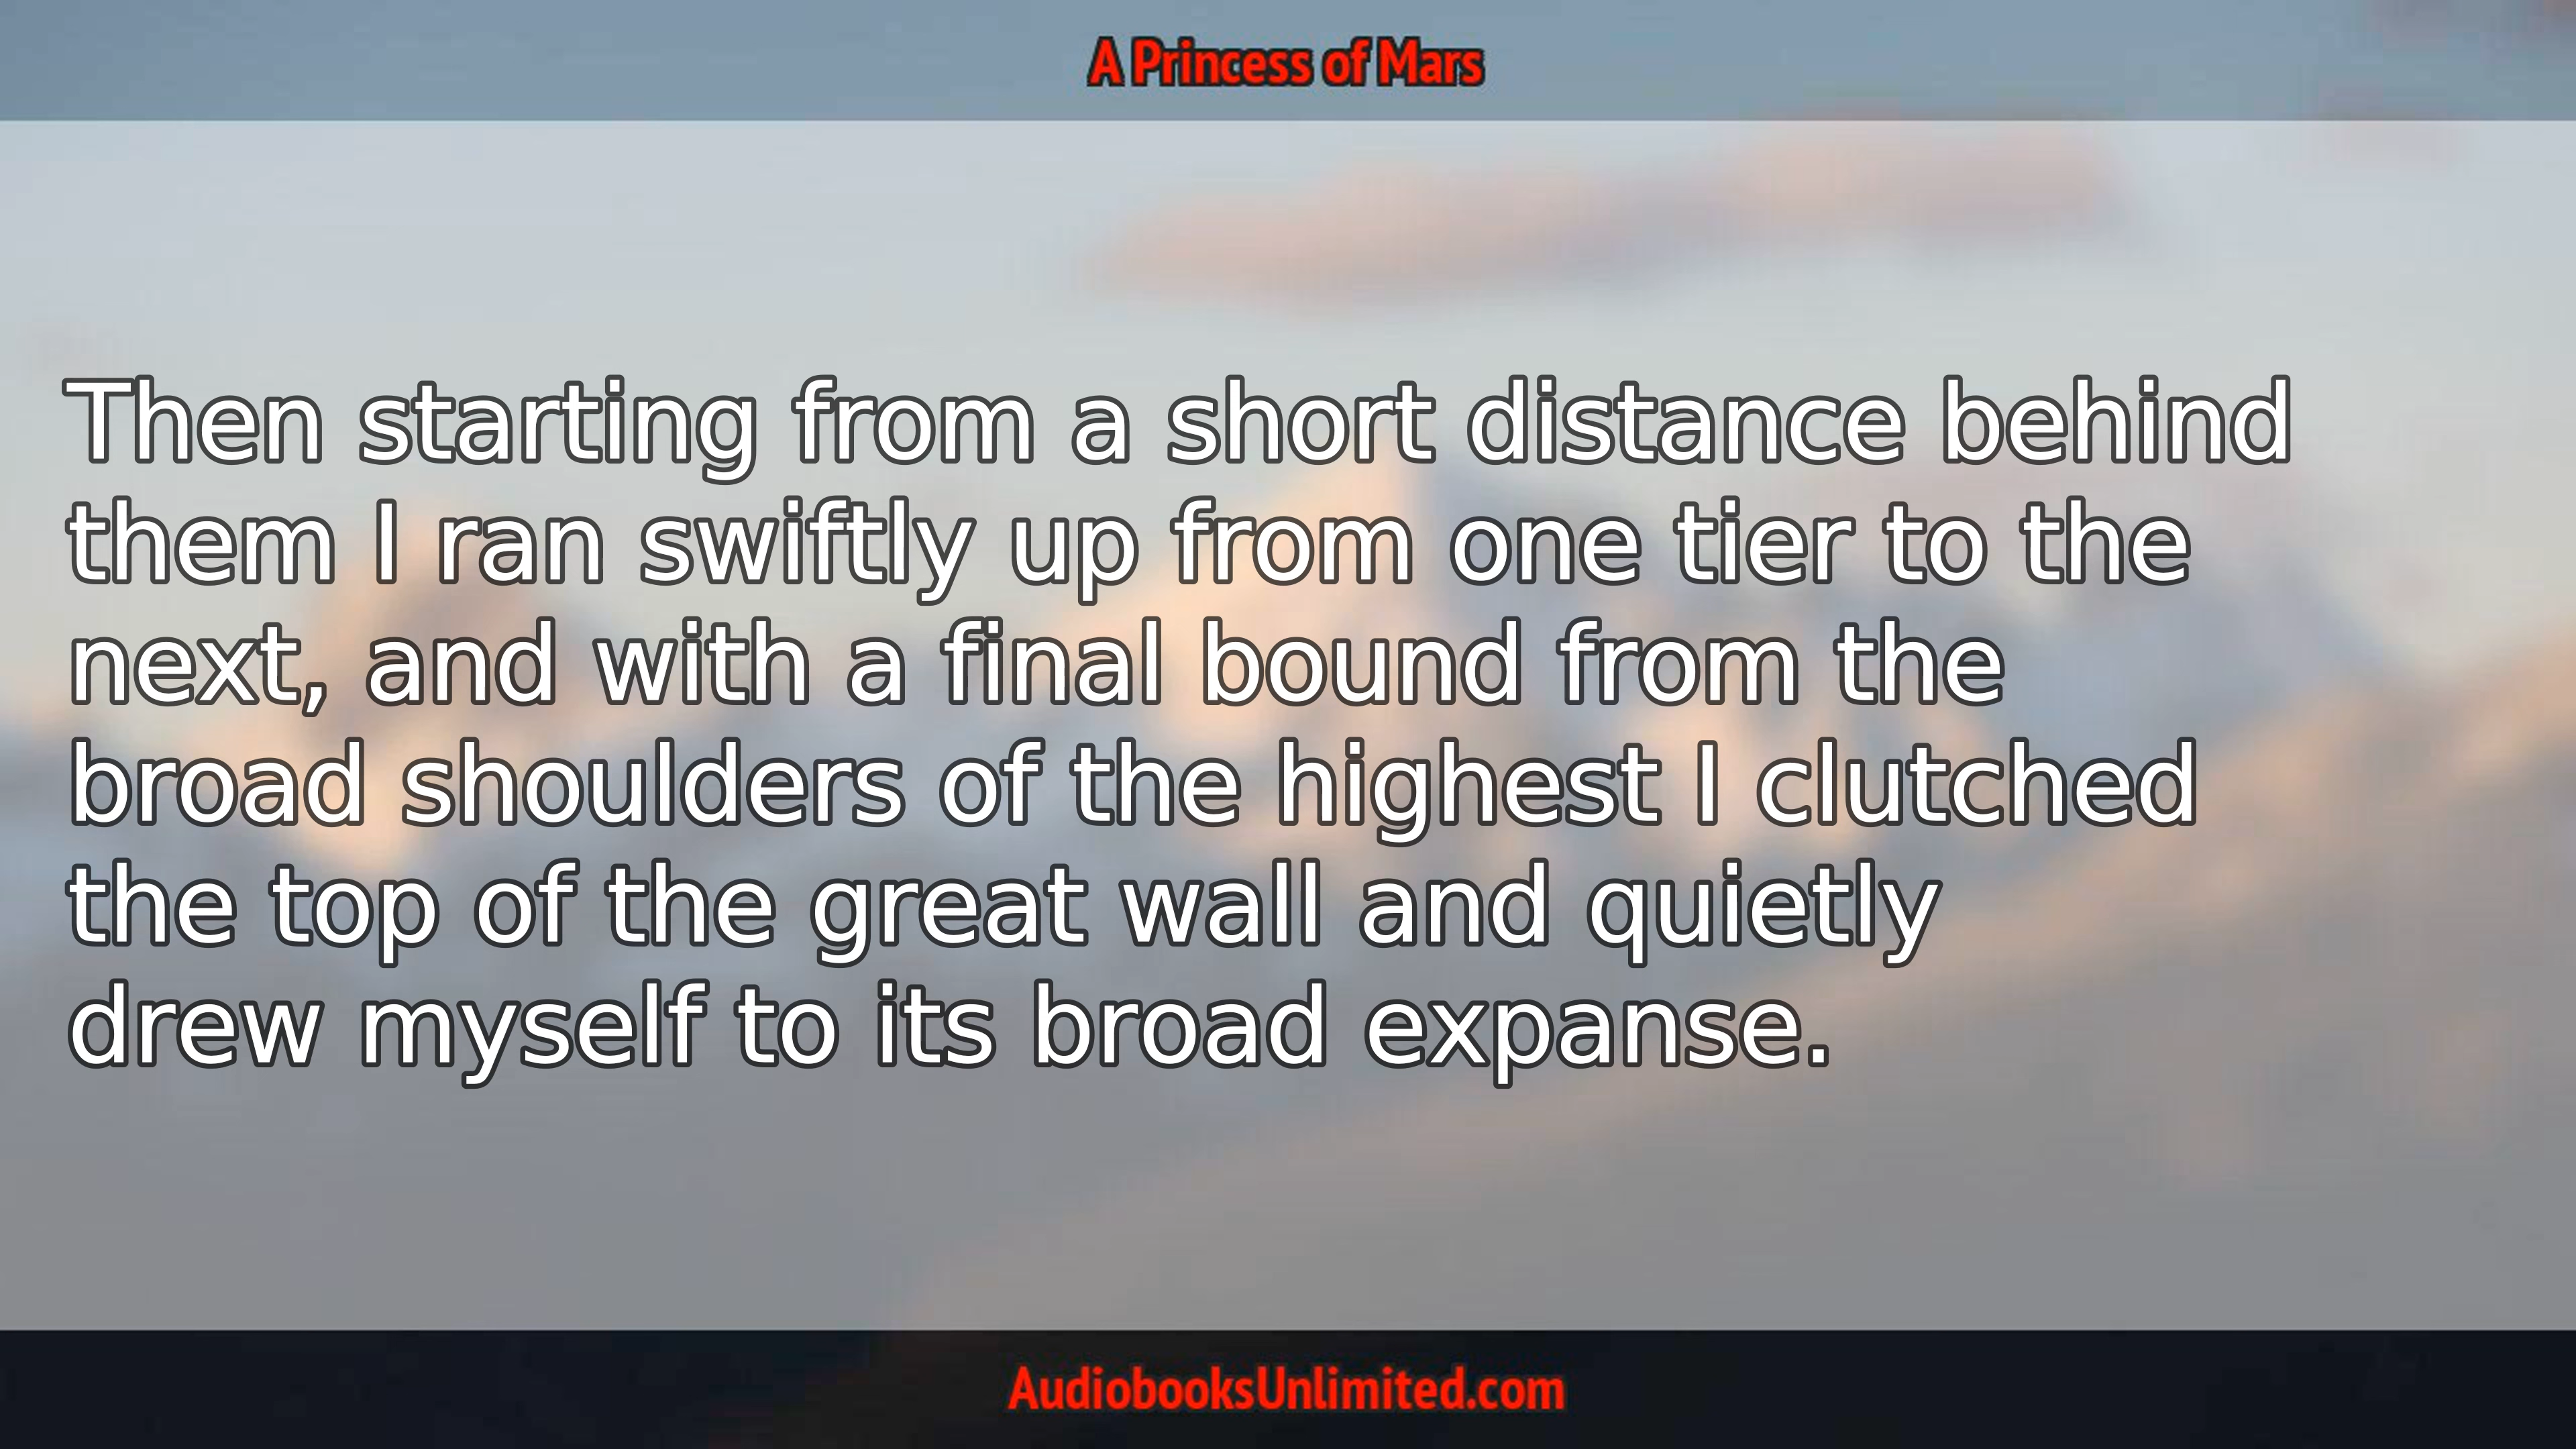 A Princess of Mars
Then starting from a short distance behind
them I ran swiftly up from one tier to the
next, and with a final bound from the
broad shoulders of the highest I clutched
the top of the great wall and quietly
drew myself to its broad expanse.
AudiobooksUnlimited.com